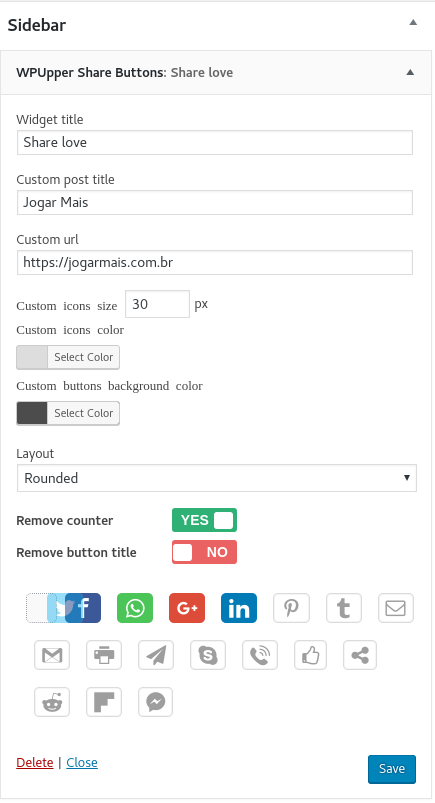 Sidebar
WPUpper Share Buttons: Share love
Widget title
Share love
Custom post title
Jogar Mais
Custom url
https://jogarmais.com.br
Custom icons size 30 px
Custom icons color
Select Color
Custom buttons background color
Select Color
Layout
Rounded
Remove counter YES
Remove button title NO
Delete | Close Save